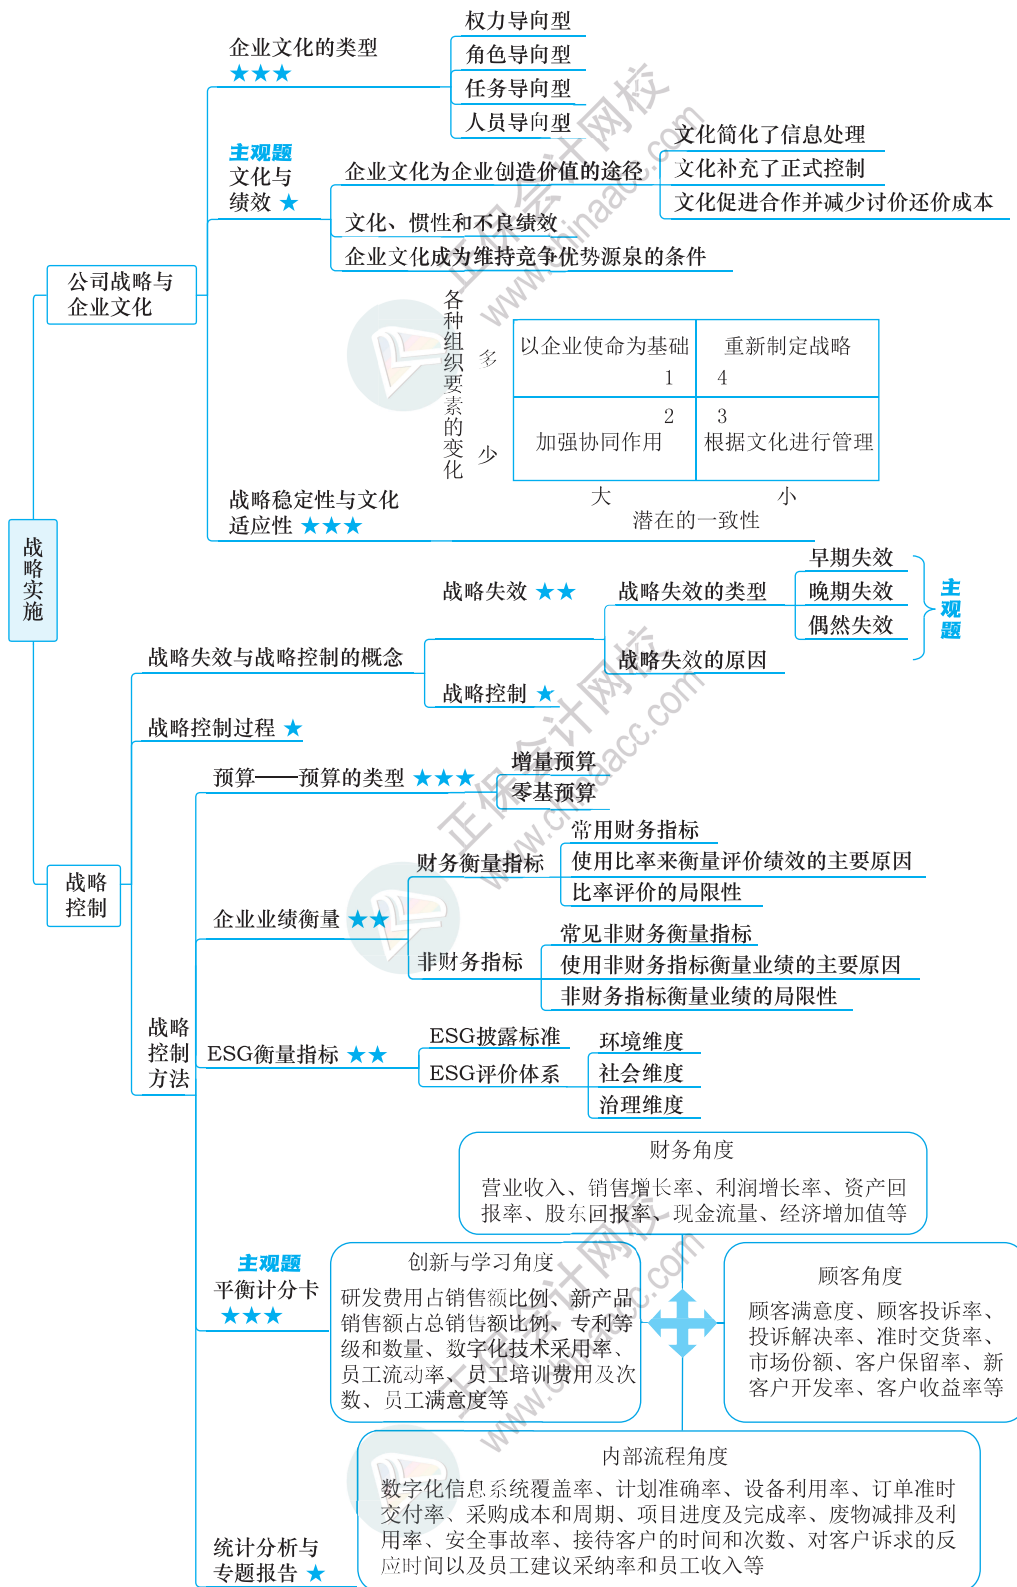 战略实施
公司战略与
企业文化
企业文化的类型
★★★
权力导向型
角色导向型
任务导向型
人员导向型
主观题
文化与
绩效 ★
企业文化为企业创造价值的途径
文化简化了信息处理
文化补充了正式控制
文化促进合作并减少讨价还价成本
文化、惯性和不良绩效
企业文化成为维持竞争优势源泉的条件
战略稳定性与文化
适应性 ★★★
各种组织要素的变化
多
少
以企业使命为基础
1
重新制定战略
4
2
加强协同作用
3
根据文化进行管理
大
小
潜在的一致性
战略
控制
战略失效与战略控制的概念
战略失效 ★★
战略失效的类型
早期失效
晚期失效
偶然失效
战略失效的原因
主观题
战略控制 ★
战略控制过程 ★
战略
控制
方法
预算——预算的类型 ★★★
增量预算
零基预算
企业业绩衡量 ★★
财务衡量指标
常用财务指标
使用比率来衡量评价绩效的主要原因
比率评价的局限性
非财务指标
常见非财务衡量指标
使用非财务指标衡量业绩的主要原因
非财务指标衡量业绩的局限性
ESG衡量指标 ★★
ESG披露标准
ESG评价体系
环境维度
社会维度
治理维度
主观题
平衡计分卡
★★★
财务角度
营业收入、销售增长率、利润增长率、资产回
报率、股东回报率、现金流量、经济增加值等
创新与学习角度
研发费用占销售额比例、新产品
销售额占总销售额比例、专利等
级和数量、数字化技术采用率、
员工流动率、员工培训费用及次
数、员工满意度等
顾客角度
顾客满意度、顾客投诉率、
投诉解决率、准时交货率、
市场份额、客户保留率、新
客户开发率、客户收益率等
内部流程角度
数字化信息系统覆盖率、计划准确率、设备利用率、订单准时
交付率、采购成本和周期、项目进度及完成率、废物减排及利
用率、安全事故率、接待客户的时间和次数、对客户诉求的反
应时间以及员工建议采纳率和员工收入等
统计分析与
专题报告 ★
正保会计网校
www.chinaacc.com
正保会计网校
www.chinaacc.com
正保会计网校
www.chinaacc.com